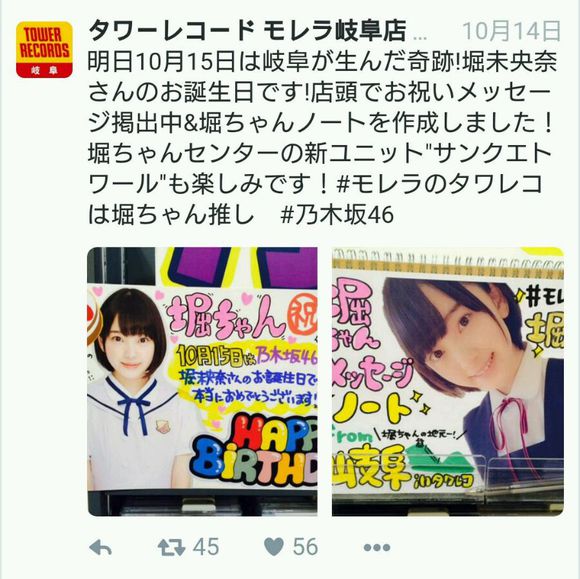 TOWER
RECORDS
岐阜
タワーレコード モレラ岐阜店 ... 10月14日
明日10月15日は岐阜が生んだ奇跡!堀未央奈
さんのお誕生日です!店頭でお祝いメッセー
ジ掲出中&堀ちゃんノートを作成しました！
堀ちゃんセンターの新ユニット"サンクエト
ワール"も楽しみです！#モレラのタワレコ
は堀ちゃん推し #乃木坂46
堀ちゃん 祝
10月15日は、乃木坂46
堀未央奈さんのお誕生日で
本当におめでとうございます!
HAPP
BIRTHD
堀
ちゃん
メッセージ
ノート
From
堀ちゃんの地元ー!
岐阜
#モレ
堀
タワレコ
45
56